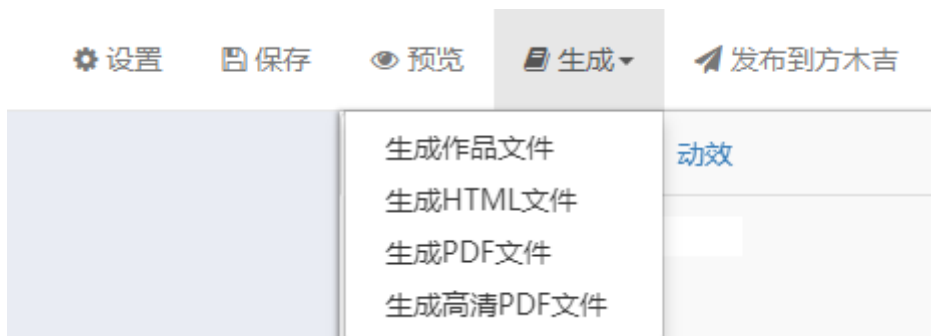 设置 保存 预览 生成 发布到方木吉
生成作品文件
动效
生成HTML文件
生成PDF文件
生成高清PDF文件